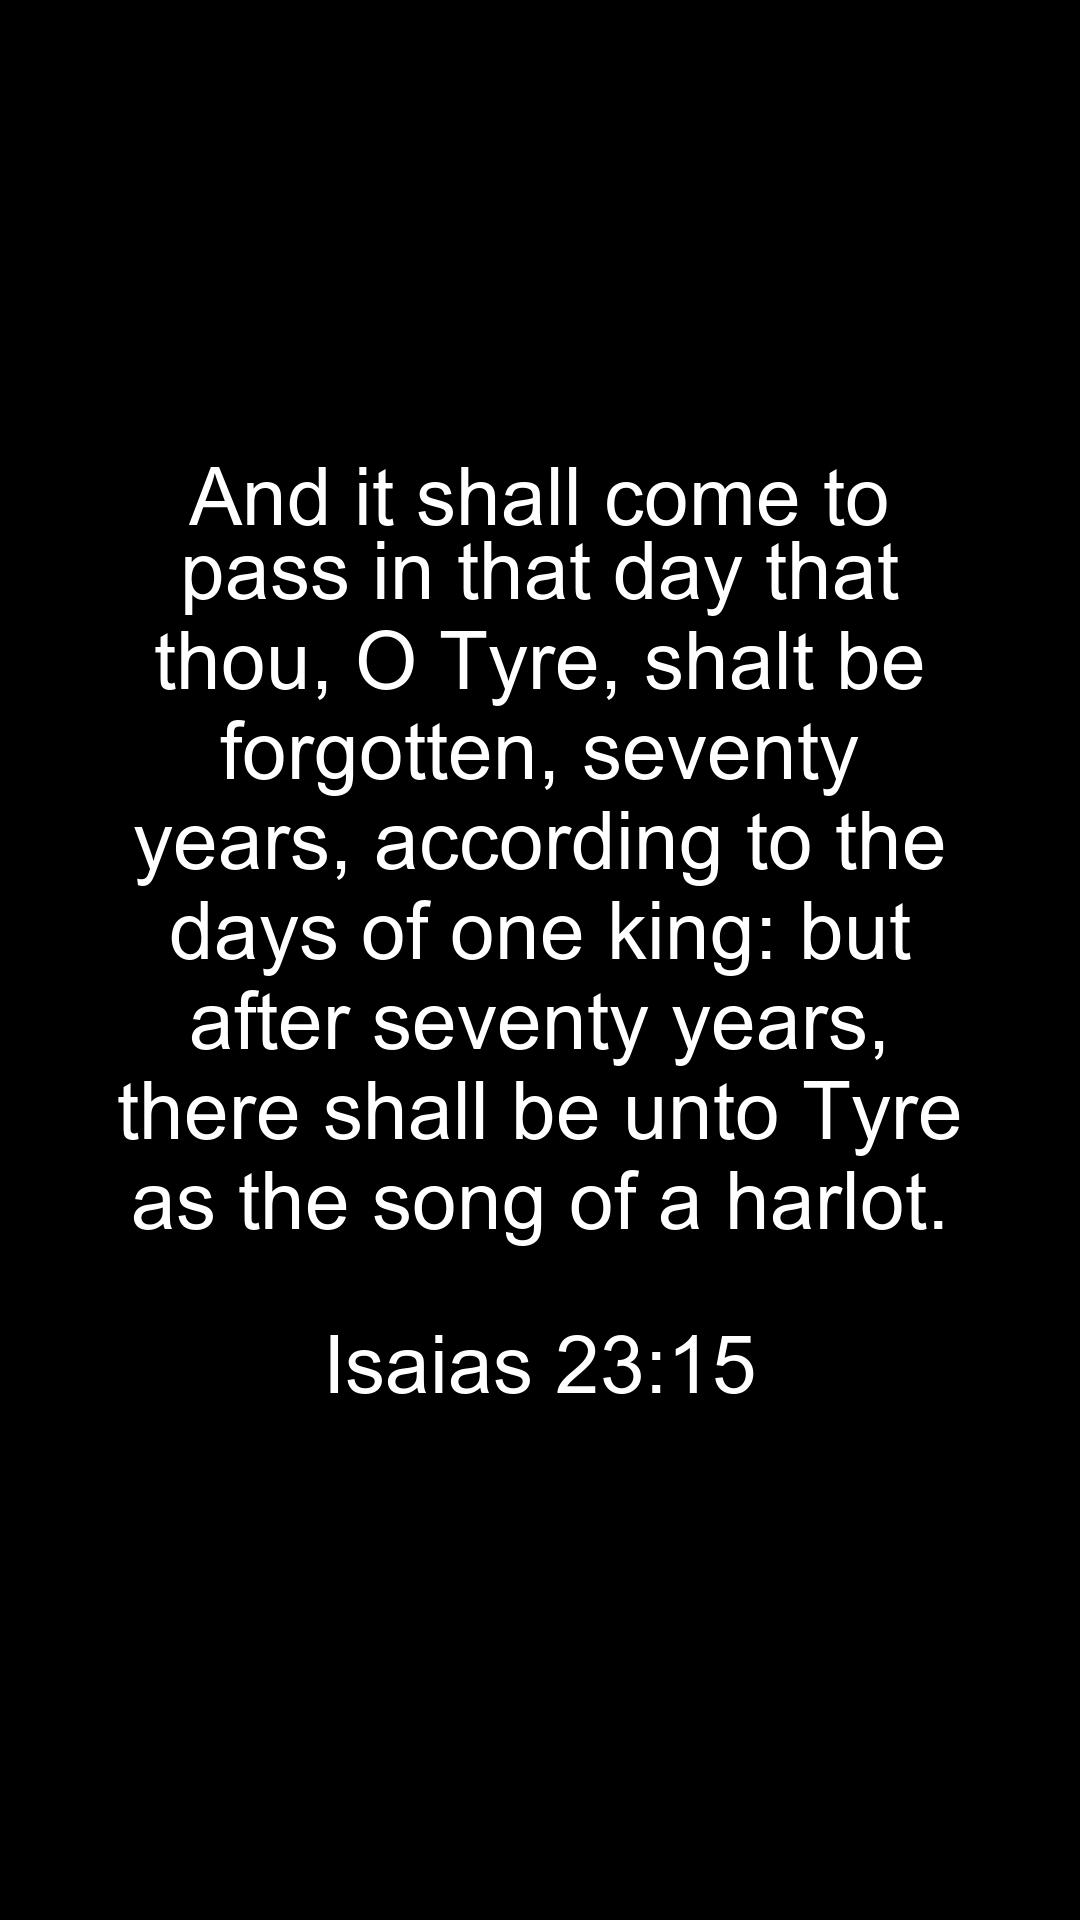 And it shall come to
pass in that day that
thou, O Tyre, shalt be
forgotten, seventy
years, according to the
days of one king: but
after seventy years,
there shall be unto Tyre
as the song of a harlot.
Isaias 23:15